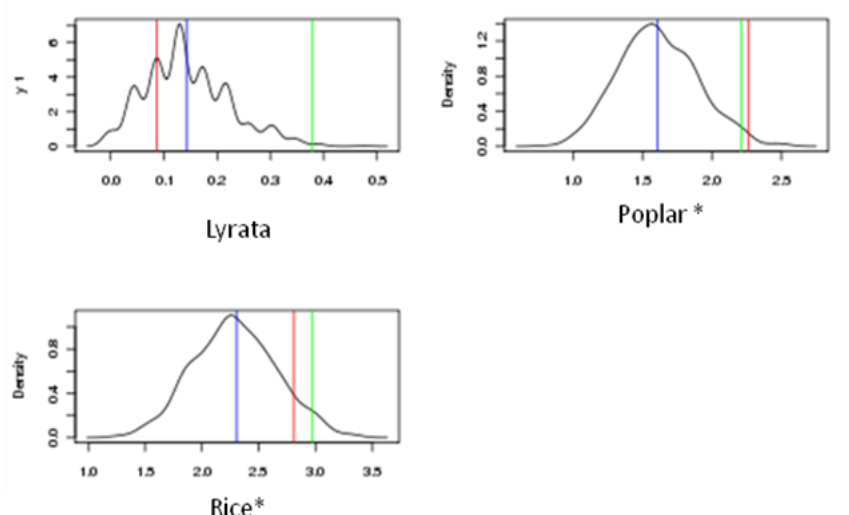 y 1
0 2 4 6
0.0 0.1 0.2 0.3 0.4 0.5
Lyrata
Density
0.0 0.4 0.8 1.2
1.0 1.5 2.0 2.5
Poplar *
Density
0.0 0.4 0.8
1.0 1.5 2.0 2.5 3.0 3.5
Rice*